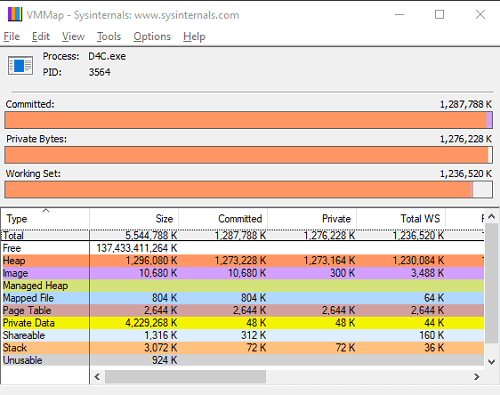 VMMap - Sysinternals: www.sysinternals.com
File Edit View Tools Options Help
Process: D4C.exe
PID: 3564
Committed: 1,287,788 K
Private Bytes: 1,276,228 K
Working Set: 1,236,520 K
Type Size Committed Private Total WS
Total 5,544,788 K 1,287,788 K 1,276,228 K 1,236,520 K
Free 137,433,411,264 K
Heap 1,296,080 K 1,273,228 K 1,273,164 K 1,230,084 K
Image 10,680 K 10,680 K 300 K 3,488 K
Managed Heap
Mapped File 804 K 804 K 64 K
Page Table 2,644 K 2,644 K 2,644 K 2,644 K
Private Data 4,229,268 K 48 K 48 K 44 K
Shareable 1,316 K 312 K 160 K
Stack 3,072 K 72 K 72 K 36 K
Unusable 924 K